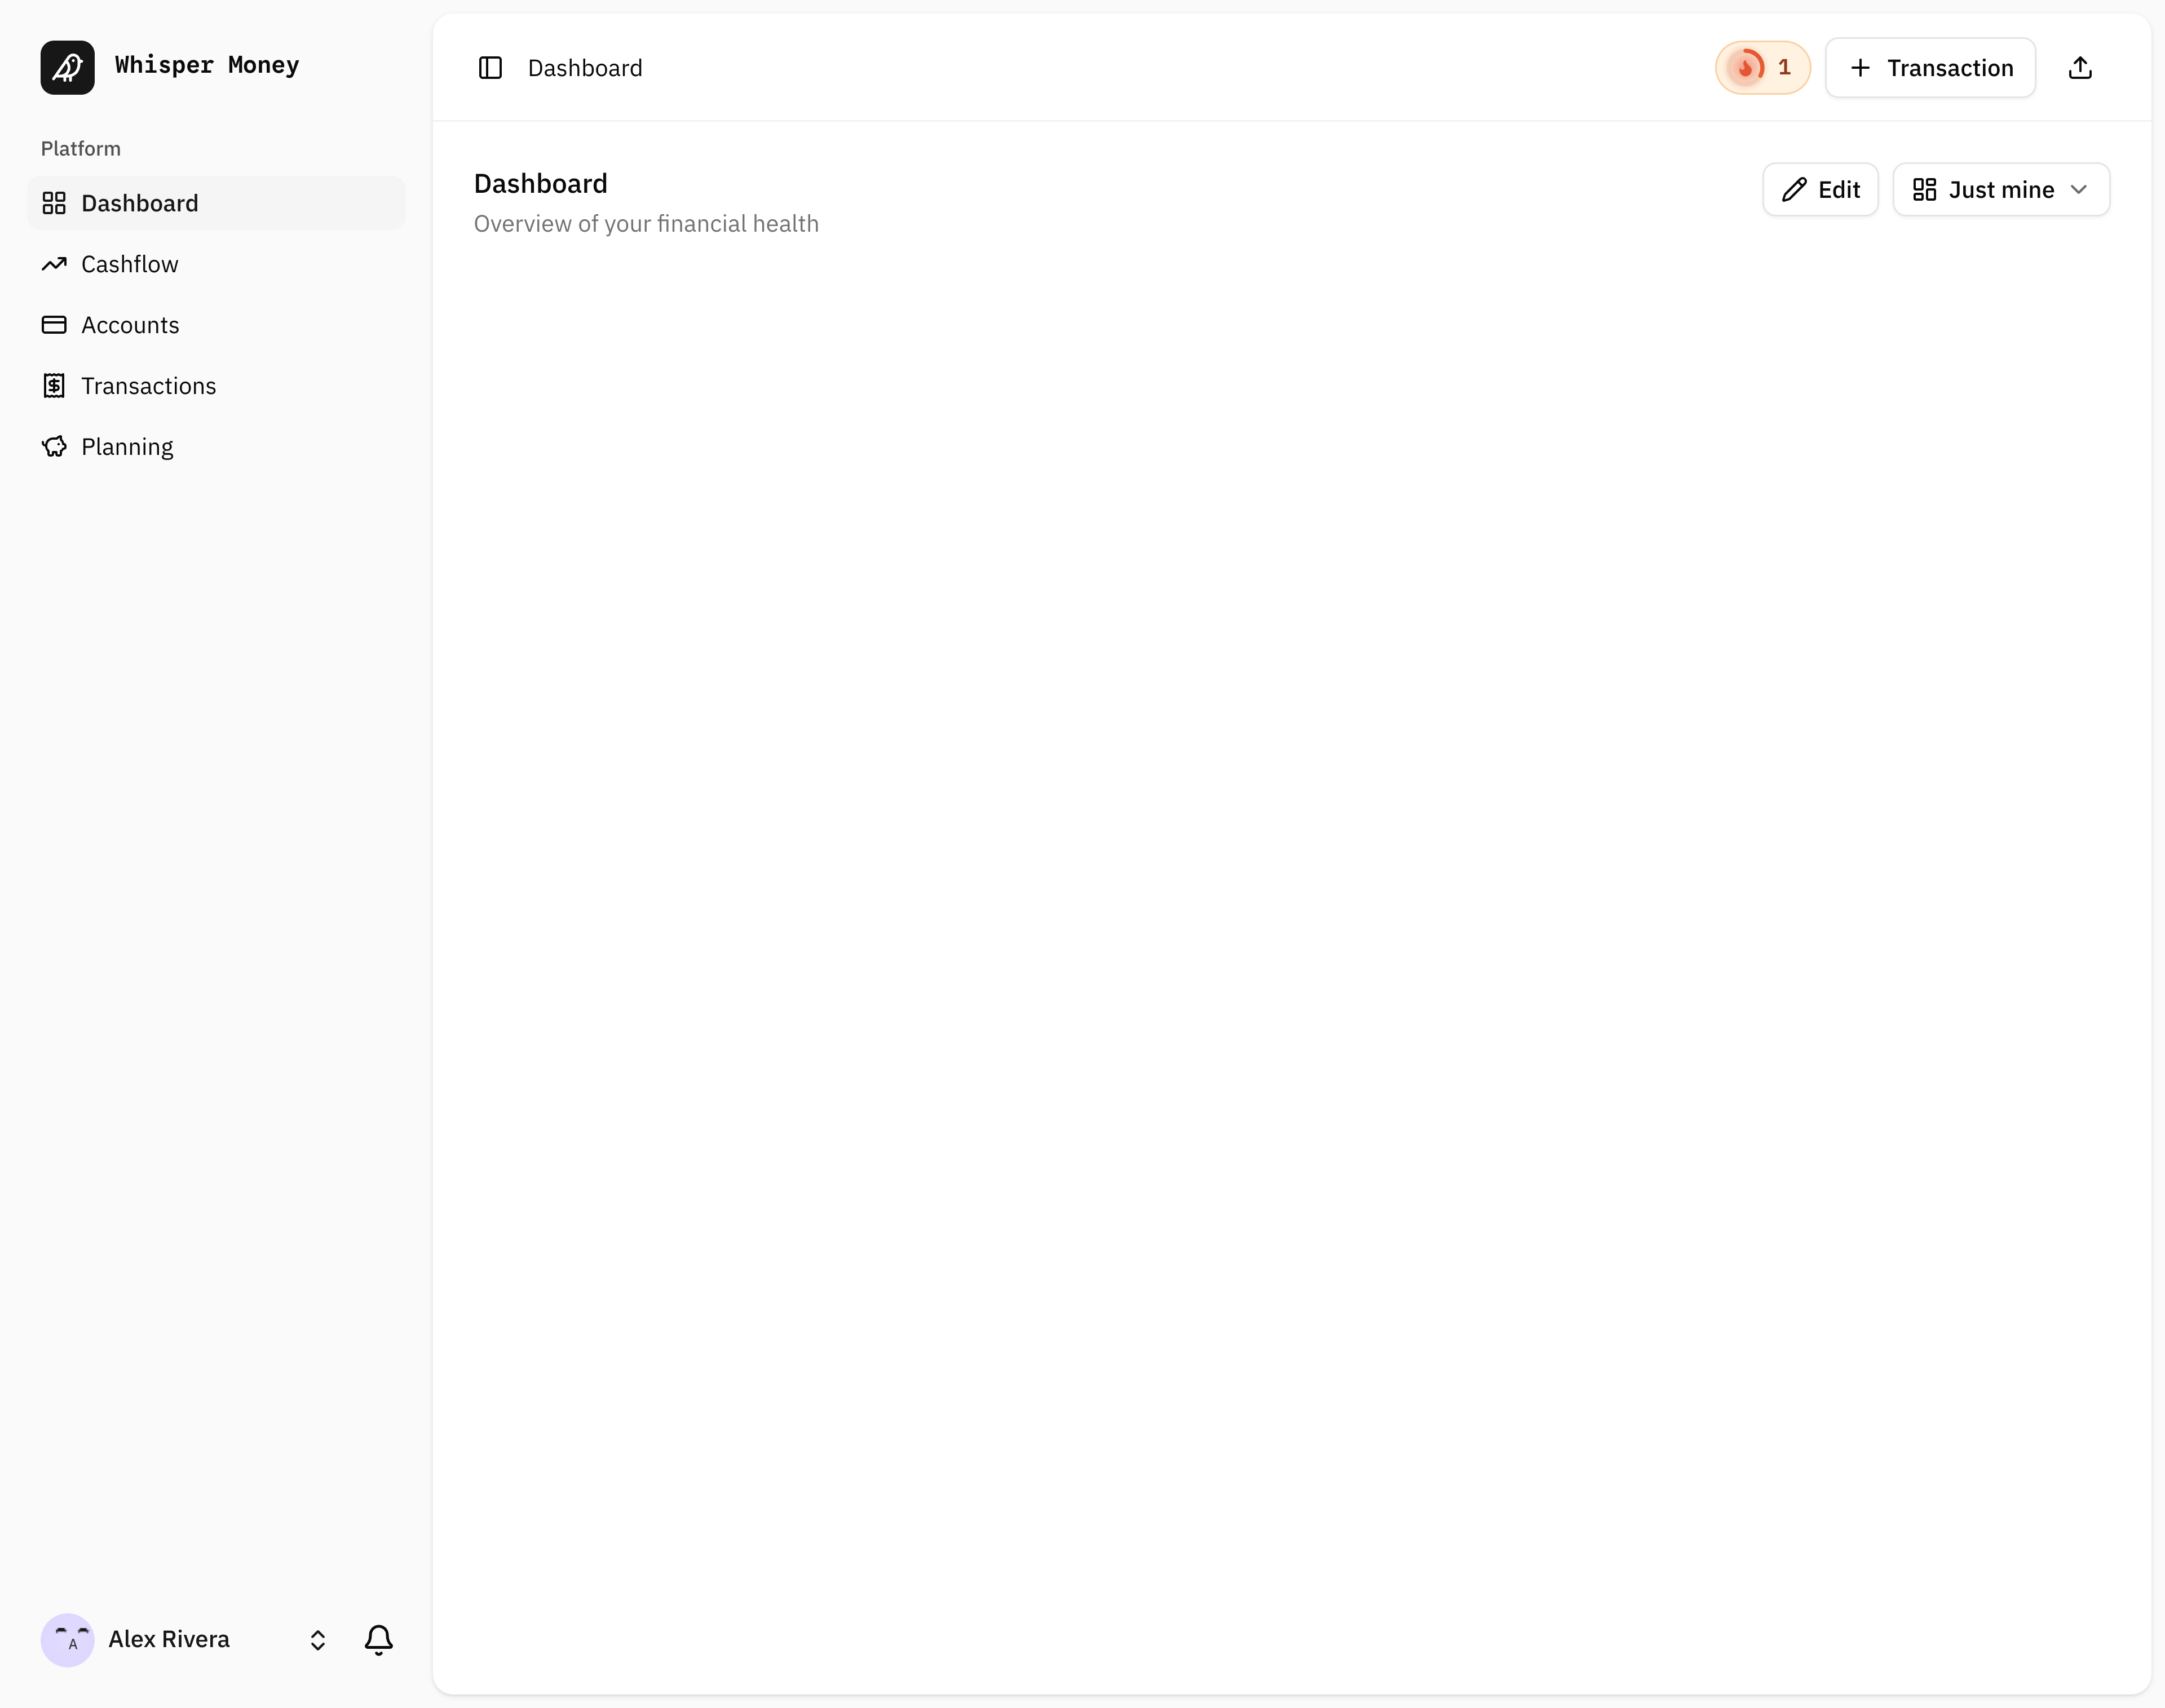 Whisper Money
Platform
Dashboard
Cashflow
Accounts
Transactions
Planning
Alex Rivera
A
Dashboard
1
Transaction
Dashboard
Overview of your financial health
Edit
Just mine